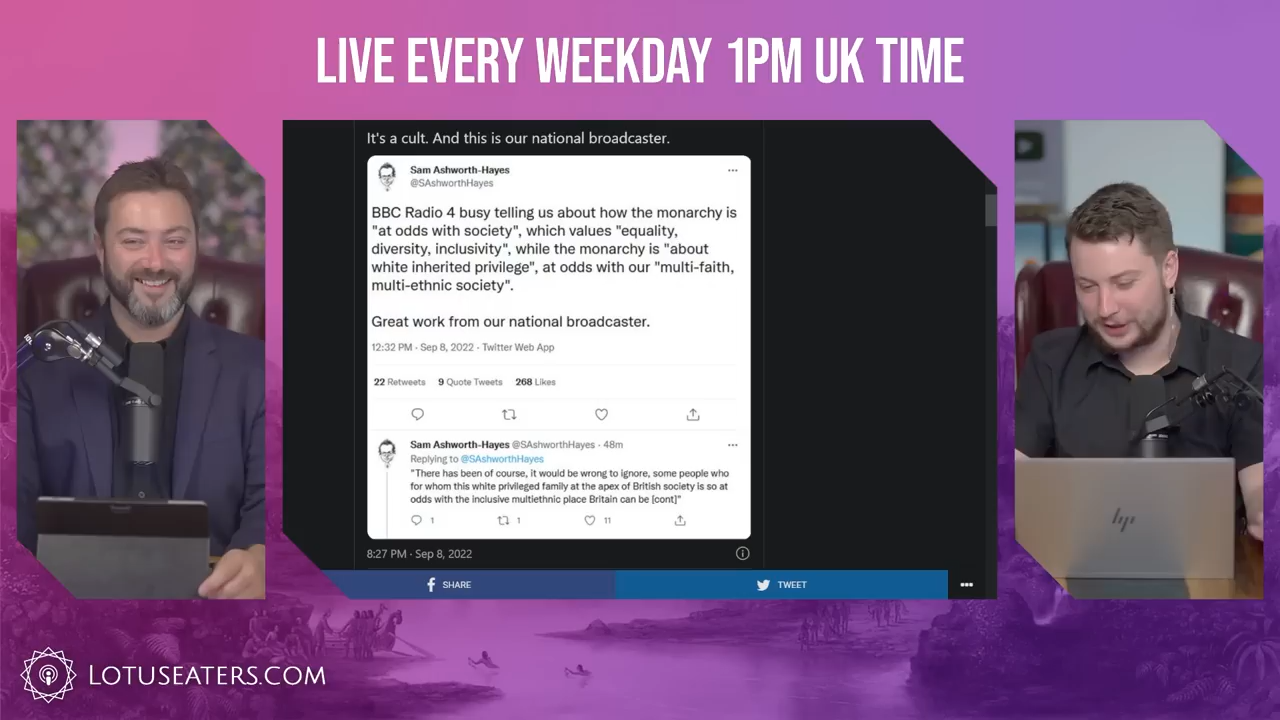 LIVE EVERY WEEKDAY 1PM UK TIME
It's a cult. And this is our national broadcaster.
Sam Ashworth-Hayes
@SAshworthHayes
BBC Radio 4 busy telling us about how the monarchy is
"at odds with society", which values "equality,
diversity, inclusivity", while the monarchy is "about
white inherited privilege", at odds with our "multi-faith,
multi-ethnic society".
Great work from our national broadcaster.
12:32 PM · Sep 8, 2022 · Twitter Web App
22 Retweets 9 Quote Tweets 268 Likes
Sam Ashworth-Hayes @SAshworthHayes · 48m
Replying to @SAshworthHayes
"There has been of course, it would be wrong to ignore, some people who
for whom this white privileged family at the apex of British society is so at
odds with the inclusive multiethnic place Britain can be [cont]"
1 1 11
8:27 PM · Sep 8, 2022
SHARE TWEET
hp
LOTUSEATERS.COM